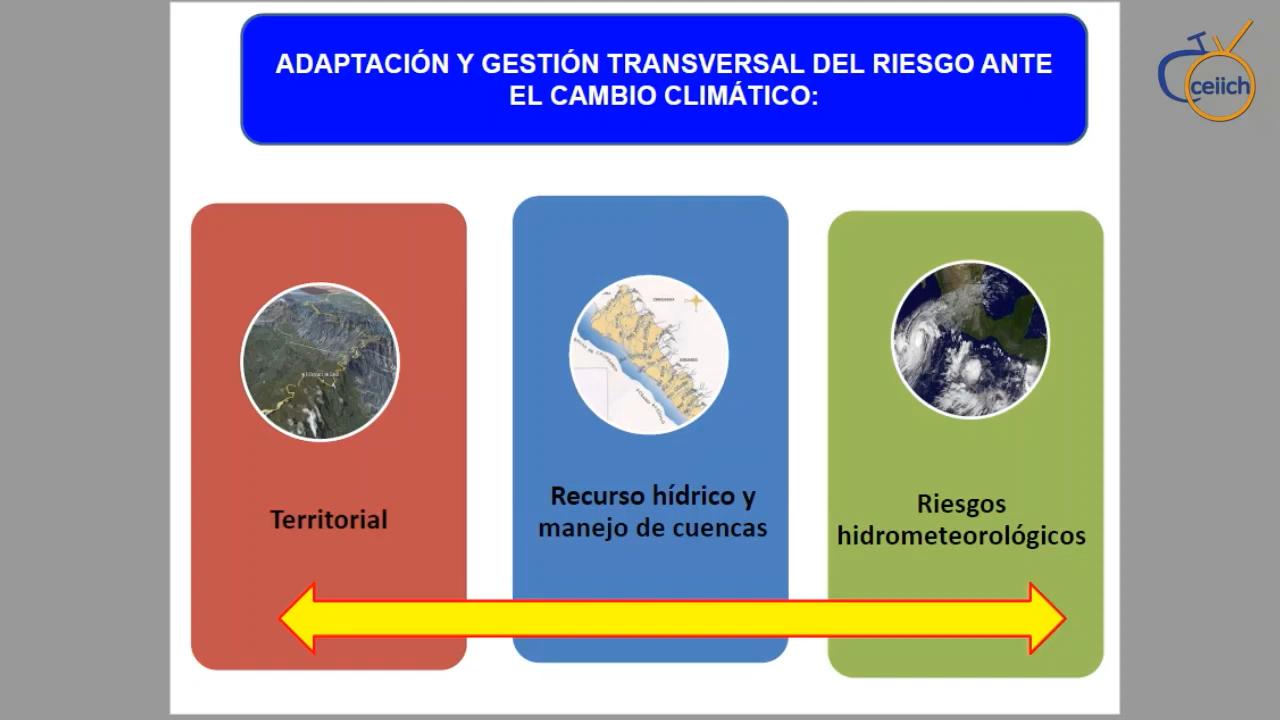 ADAPTACIÓN Y GESTIÓN TRANSVERSAL DEL RIESGO ANTE
EL CAMBIO CLIMÁTICO:
ceiich
Territorial
Recurso hídrico y
manejo de cuencas
Riesgos
hidrometeorológicos